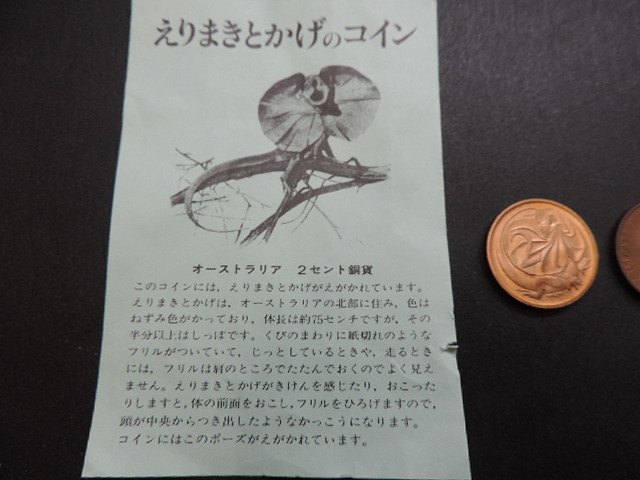 えりまきとかげのコイン
オーストラリア 2セント銅貨
このコインには,えりまきとかげがえがかれています。
えりまきとかげは,オーストラリアの北部に住み,色は
ねずみ色がかっており,体長は約75センチですが,その
半分以上はしっぽです。くびのまわりに紙切れのような
フリルがついていて,じっとしているときや,走るとき
には,フリルは肩のところでたたんでおくのでよく見え
ません。えりまきとかげがきけんを感じたり,おこった
りしますと,体の前面をおこし,フリルをひろげますので,
頭が中央からつき出したようなかっこうになります。
コインにはこのポーズがえがかれています。